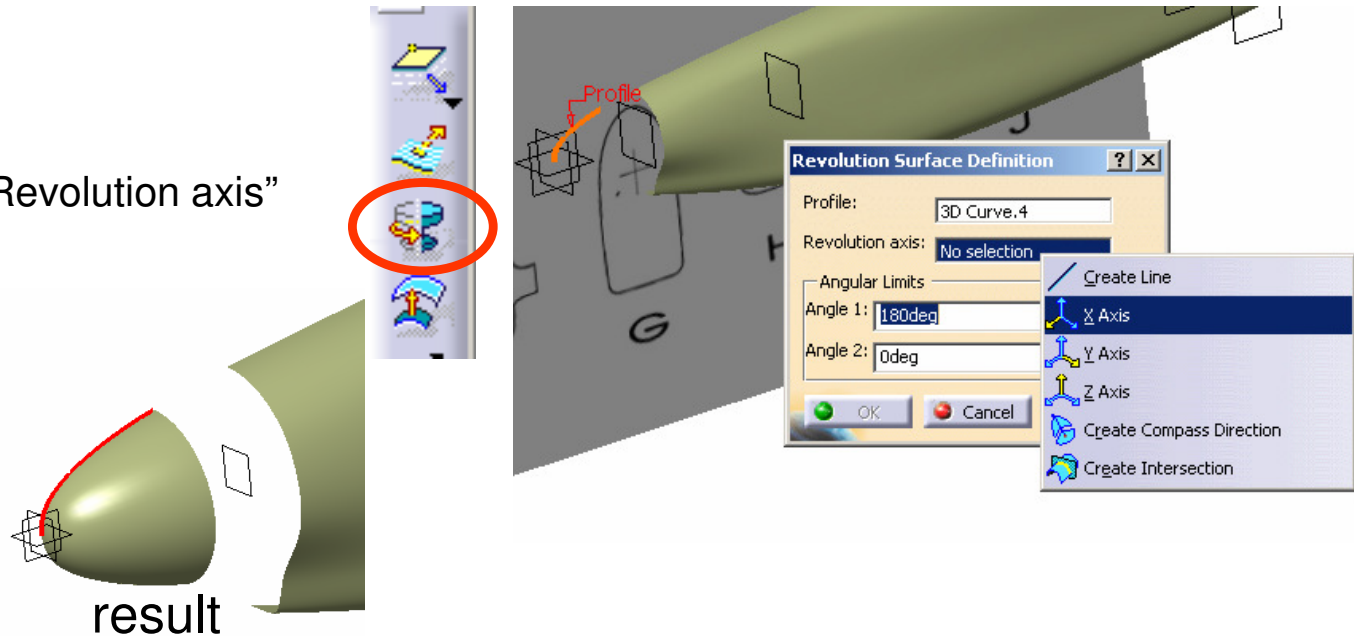 Revolution axis”
result
Profile
J
H
G
Revolution Surface Definition
Profile: 3D Curve.4
Revolution axis: No selection
Angular Limits
Angle 1: 180deg
Angle 2: 0deg
OK Cancel
Create Line
X Axis
Y Axis
Z Axis
Create Compass Direction
Create Intersection